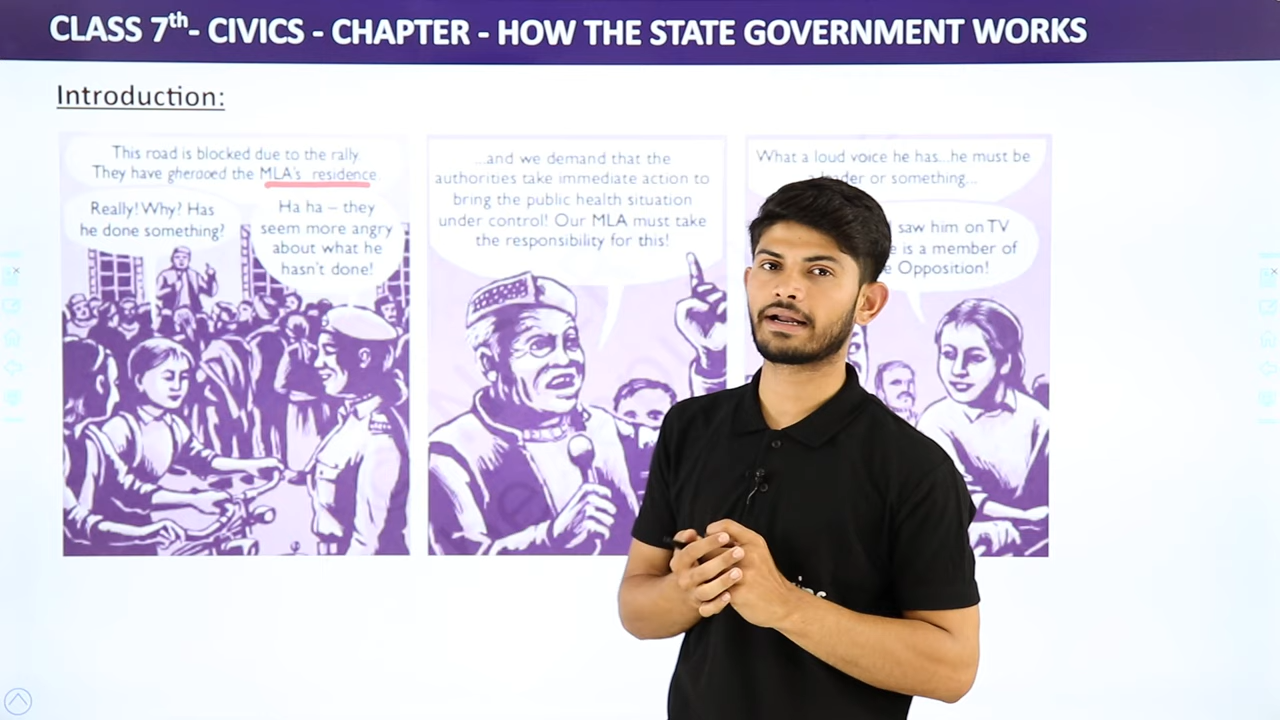 CLASS 7th- CIVICS - CHAPTER - HOW THE STATE GOVERNMENT WORKS
Introduction:
This road is blocked due to the rally.
They have gheraoed the MLA's residence
Really! Why? Has
he done something?
Ha ha – they
seem more angry
about what he
hasn't done!
...and we demand that the
authorities take immediate action to
bring the public health situation
under control! Our MLA must take
the responsibility for this!
What a loud voice he has...he must be
leader or something...
saw him on TV
is a member of
Opposition!